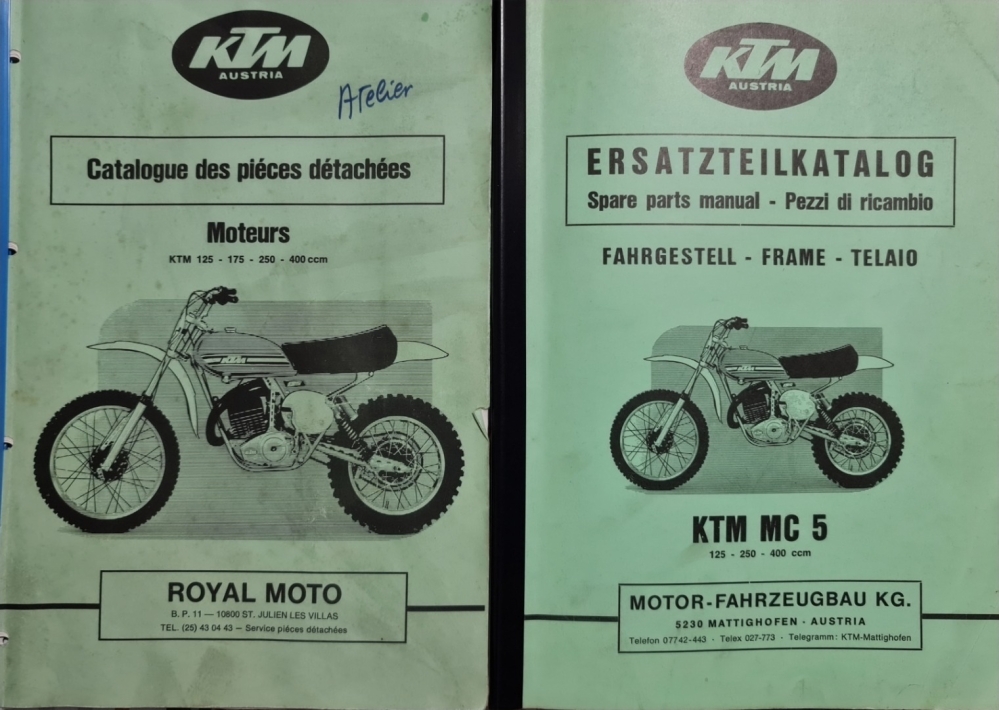 KTM
AUSTRIA
Atelier
Catalogue des piéces détachées
Moteurs
KTM 125 - 175 - 250 - 400 ccm
KTM
ROYAL MOTO
B. P. 11 — 10800 ST. JULIEN LES VILLAS
TEL. (25) 43 04 43 — Service piéces détachées
KTM
AUSTRIA
ERSATZTEILKATALOG
Spare parts manual - Pezzi di ricambio
FAHRGESTELL - FRAME - TELAIO
KTM
KTM MC 5
125 - 250 - 400 ccm
MOTOR-FAHRZEUGBAU KG.
5230 MATTIGHOFEN - AUSTRIA
Telefon 07742-443 · Telex 027-773 · Telegramm: KTM-Mattighofen